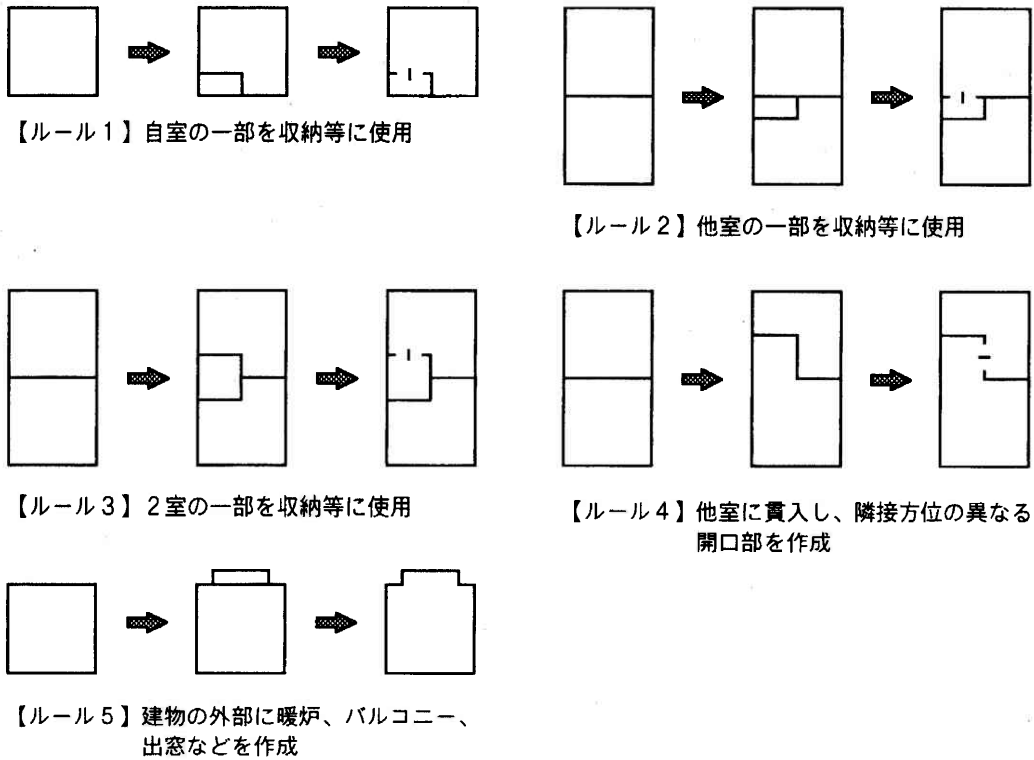 【ルール1】自室の一部を収納等に使用
【ルール2】他室の一部を収納等に使用
【ルール3】2室の一部を収納等に使用
【ルール4】他室に貫入し、隣接方位の異なる
開口部を作成
【ルール5】建物の外部に暖炉、バルコニー、
出窓などを作成